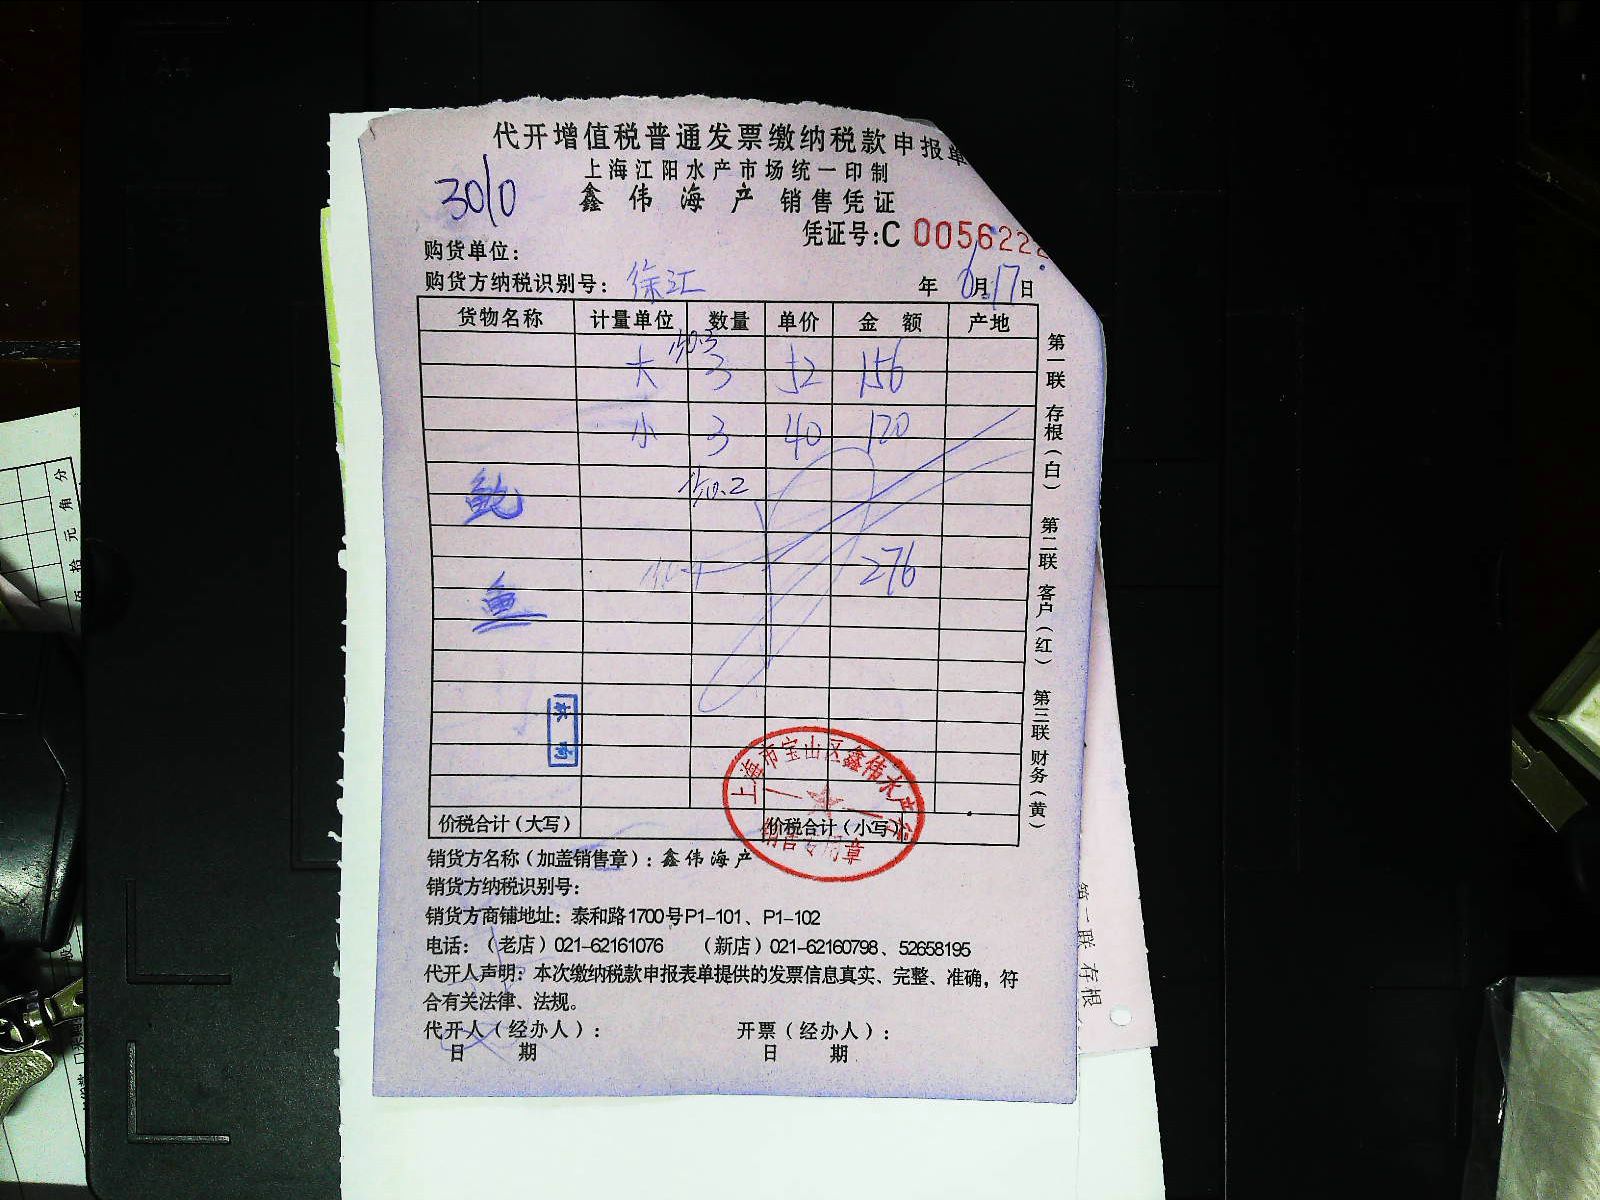 代开增值税普通发票缴纳税款申报单
上海江阳水产市场统一印制
3010
鑫伟海产 销售凭证
凭证号:C 0056222
购货单位：
购货方纳税识别号： 徐汇 年 6月17日
货物名称 计量单位 数量 单价 金 额 产地
大 3 52 156
小 3 40 120
鲍
276
鱼
价税合计（大写） 价税合计（小写）
上海市宝山区鑫伟水产行
销售专用章
销货方名称（加盖销售章）：鑫伟海产
销货方纳税识别号：
销货方商铺地址：泰和路1700号P1-101、P1-102
电话：（老店）021-62161076 （新店）021-62160798、52658195
代开人声明：本次缴纳税款申报表单提供的发票信息真实、完整、准确，符
合有关法律、法规。
代开人（经办人）： 开票（经办人）：
日 期 日 期
第一联 存根（白） 第二联 客户（红） 第三联 财务（黄）
第一联 存根
分
角
元
拾